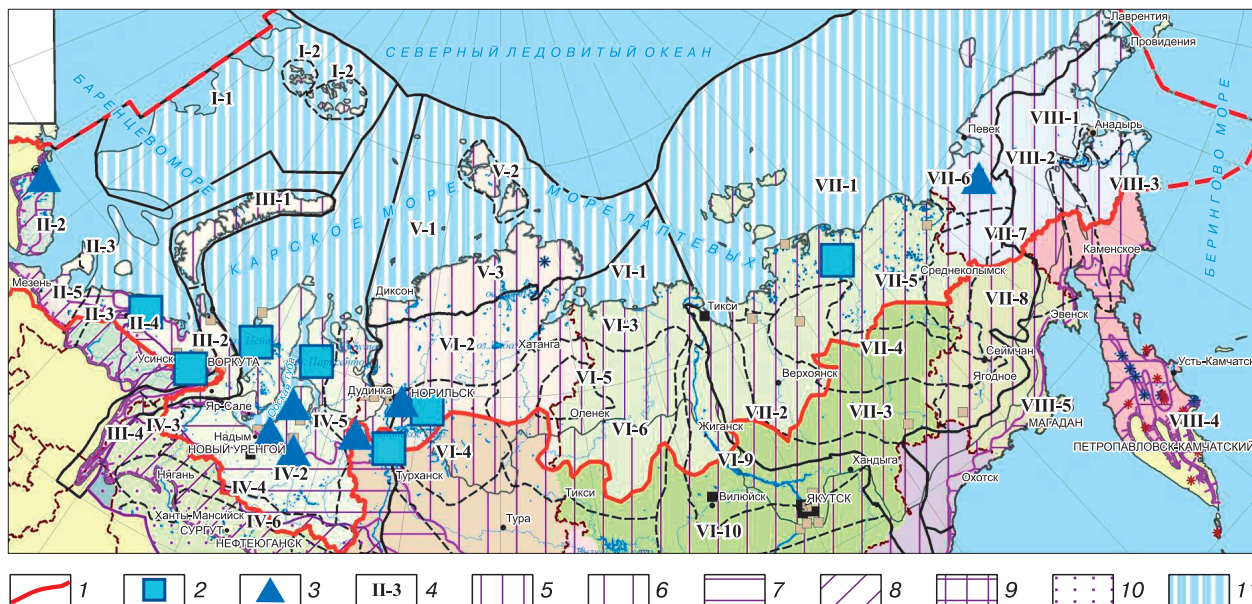 Лаврентия
Провидения
СЕВЕРНЫЙ ЛЕДОВИТЫЙ ОКЕАН
I-2
I-2
I-1
БАРЕНЦЕВО МОРЕ
БЕРИНГОВО МОРЕ
Певек
VIII-1
Анадырь
VIII-2
VII-6
VIII-3
V-2
VII-1
III-1
II-2
КАРСКОЕ МОРЕ
МОРЕ ЛАПТЕВЫХ
V-1
VII-7
II-3
Каменское
V-3
VI-1
Среднеколымск
Мезень
II-5
Диксон
VII-5
VII-8
II-3
II-4
Тикси
Эвенск
VI-3
III-2
VI-2
Хатанга
VII-4
Усинск
ВОРКУТА
Сеймчан
Усть-Камчатск
VI-5
Верхоянск
Ягодное
Дудинка
НОРИЛЬСК
Яр-Сале
Оленек
VII-2
VII-3
VIII-5
МАГАДАН
VIII-4
IV-3
IV-5
VI-6
Жиганск
III-4
Надым
НОВЫЙ УРЕНГОЙ
VI-4
ПЕТРОПАВЛОВСК-КАМЧАТСКИЙ
IV-2
VI-9
Хандыга
Нягань
Турханск
Охотск
IV-4
Тикси
Вилюйск
ЯКУТСК
Ханты-Мансийск
IV-6
Тура
VI-10
СУРГУТ
НЕФТЕЮГАНСК
1 2 3 II-3 4 5 6 7 8 9 10 11